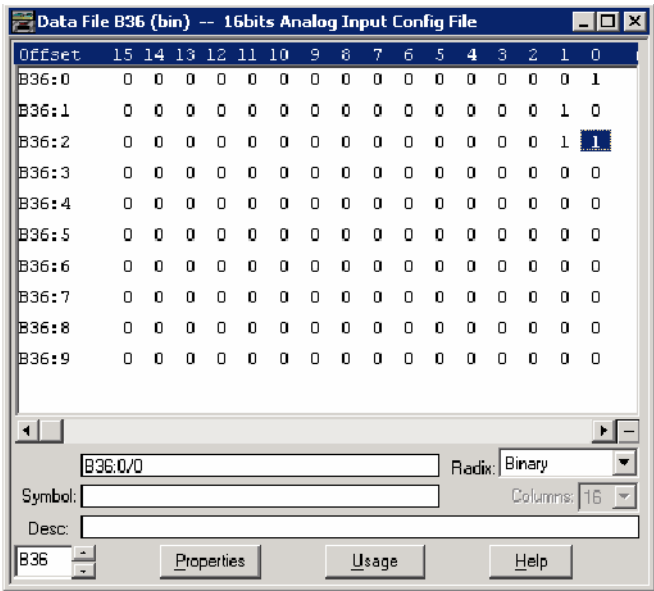 Data File B36 (bin) -- 16bits Analog Input Config File
Offset 15 14 13 12 11 10 9 8 7 6 5 4 3 2 1 0
B36:0 0 0 0 0 0 0 0 0 0 0 0 0 0 0 0 1
B36:1 0 0 0 0 0 0 0 0 0 0 0 0 0 0 1 0
B36:2 0 0 0 0 0 0 0 0 0 0 0 0 0 0 1 1
B36:3 0 0 0 0 0 0 0 0 0 0 0 0 0 0 0 0
B36:4 0 0 0 0 0 0 0 0 0 0 0 0 0 0 0 0
B36:5 0 0 0 0 0 0 0 0 0 0 0 0 0 0 0 0
B36:6 0 0 0 0 0 0 0 0 0 0 0 0 0 0 0 0
B36:7 0 0 0 0 0 0 0 0 0 0 0 0 0 0 0 0
B36:8 0 0 0 0 0 0 0 0 0 0 0 0 0 0 0 0
B36:9 0 0 0 0 0 0 0 0 0 0 0 0 0 0 0 0
B36:0/0 Radix: Binary
Symbol: Columns: 16
Desc:
B36 Properties Usage Help